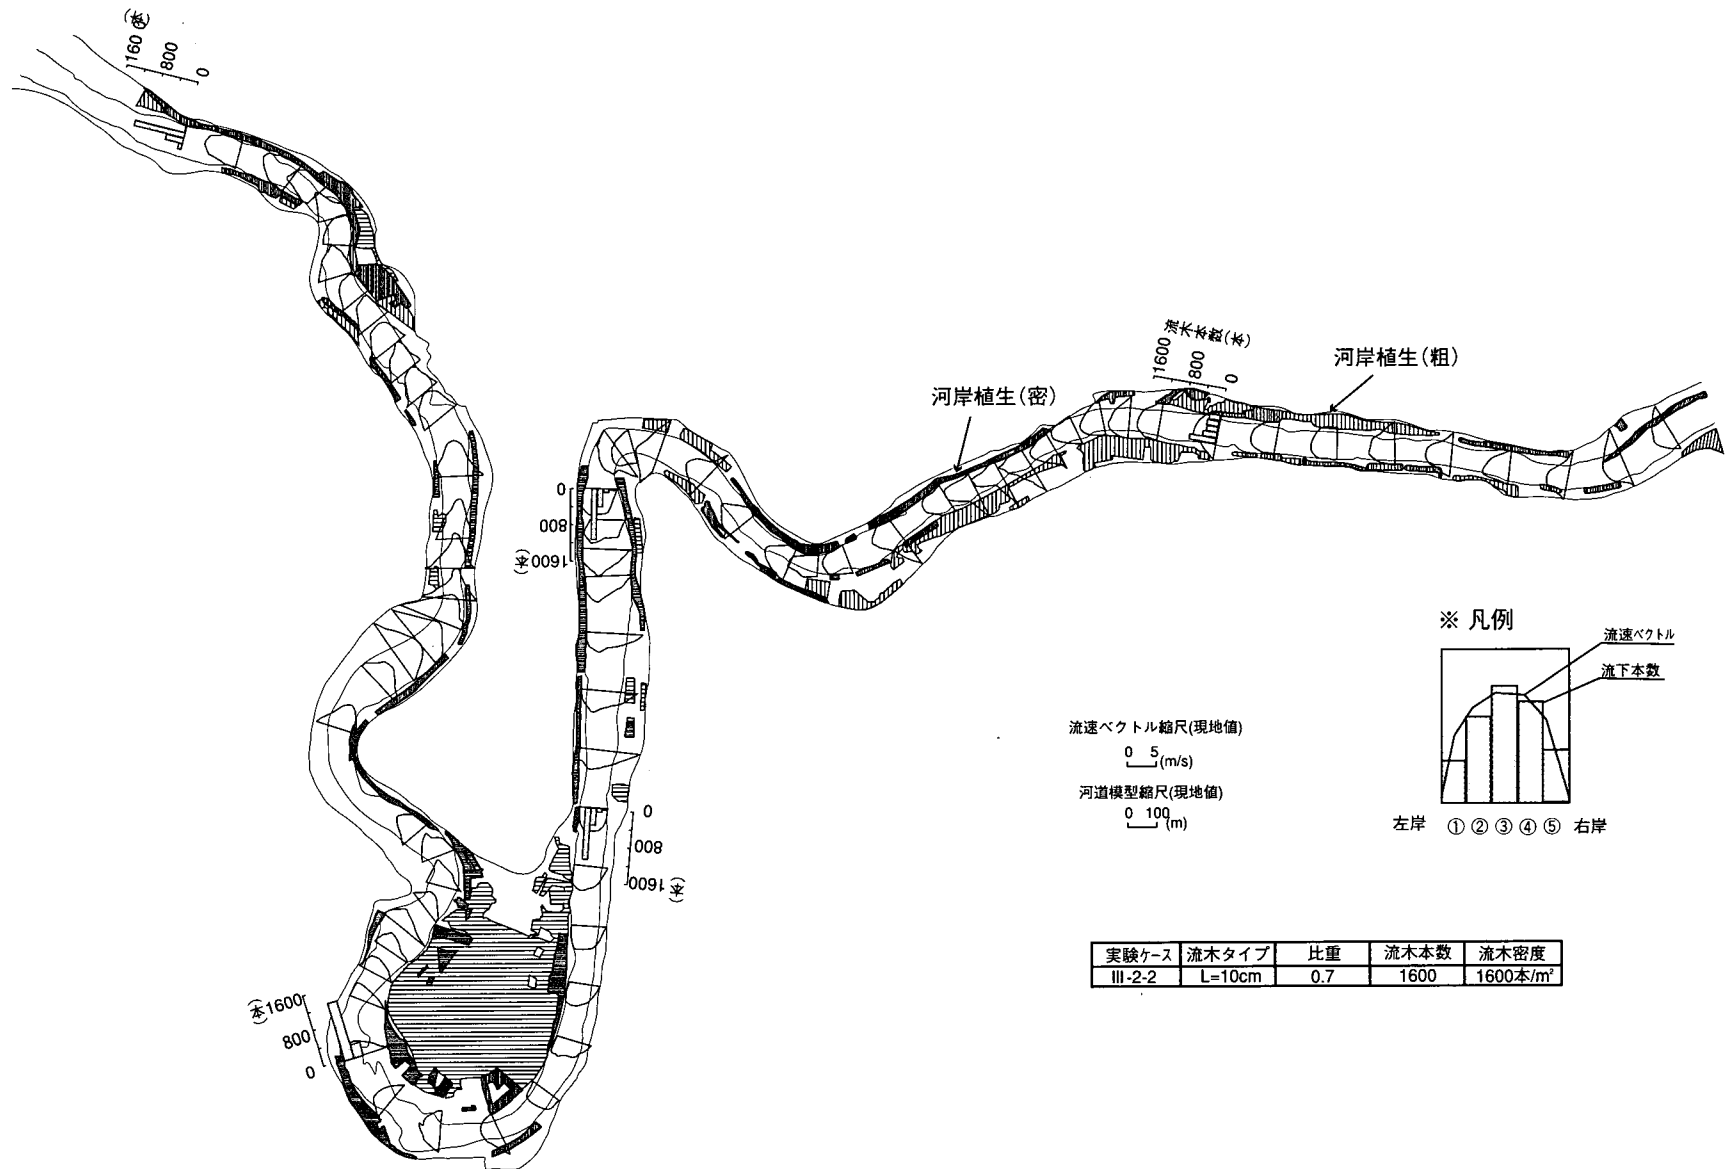 160 (本)
800
0
流木本数(本)
1600
800
0
河岸植生(粗)
河岸植生(密)
0
800
1600
(本)
0
800
1600
(本)
(本)
1600
800
0
※ 凡例
流速ベクトル
流下本数
左岸 ① ② ③ ④ ⑤ 右岸
流速ベクトル縮尺(現地値)
0 5 (m/s)
河道模型縮尺(現地値)
0 100 (m)
実験ケース 流木タイプ 比重 流木本数 流木密度
III-2-2 L=10cm 0.7 1600 1600本/m²